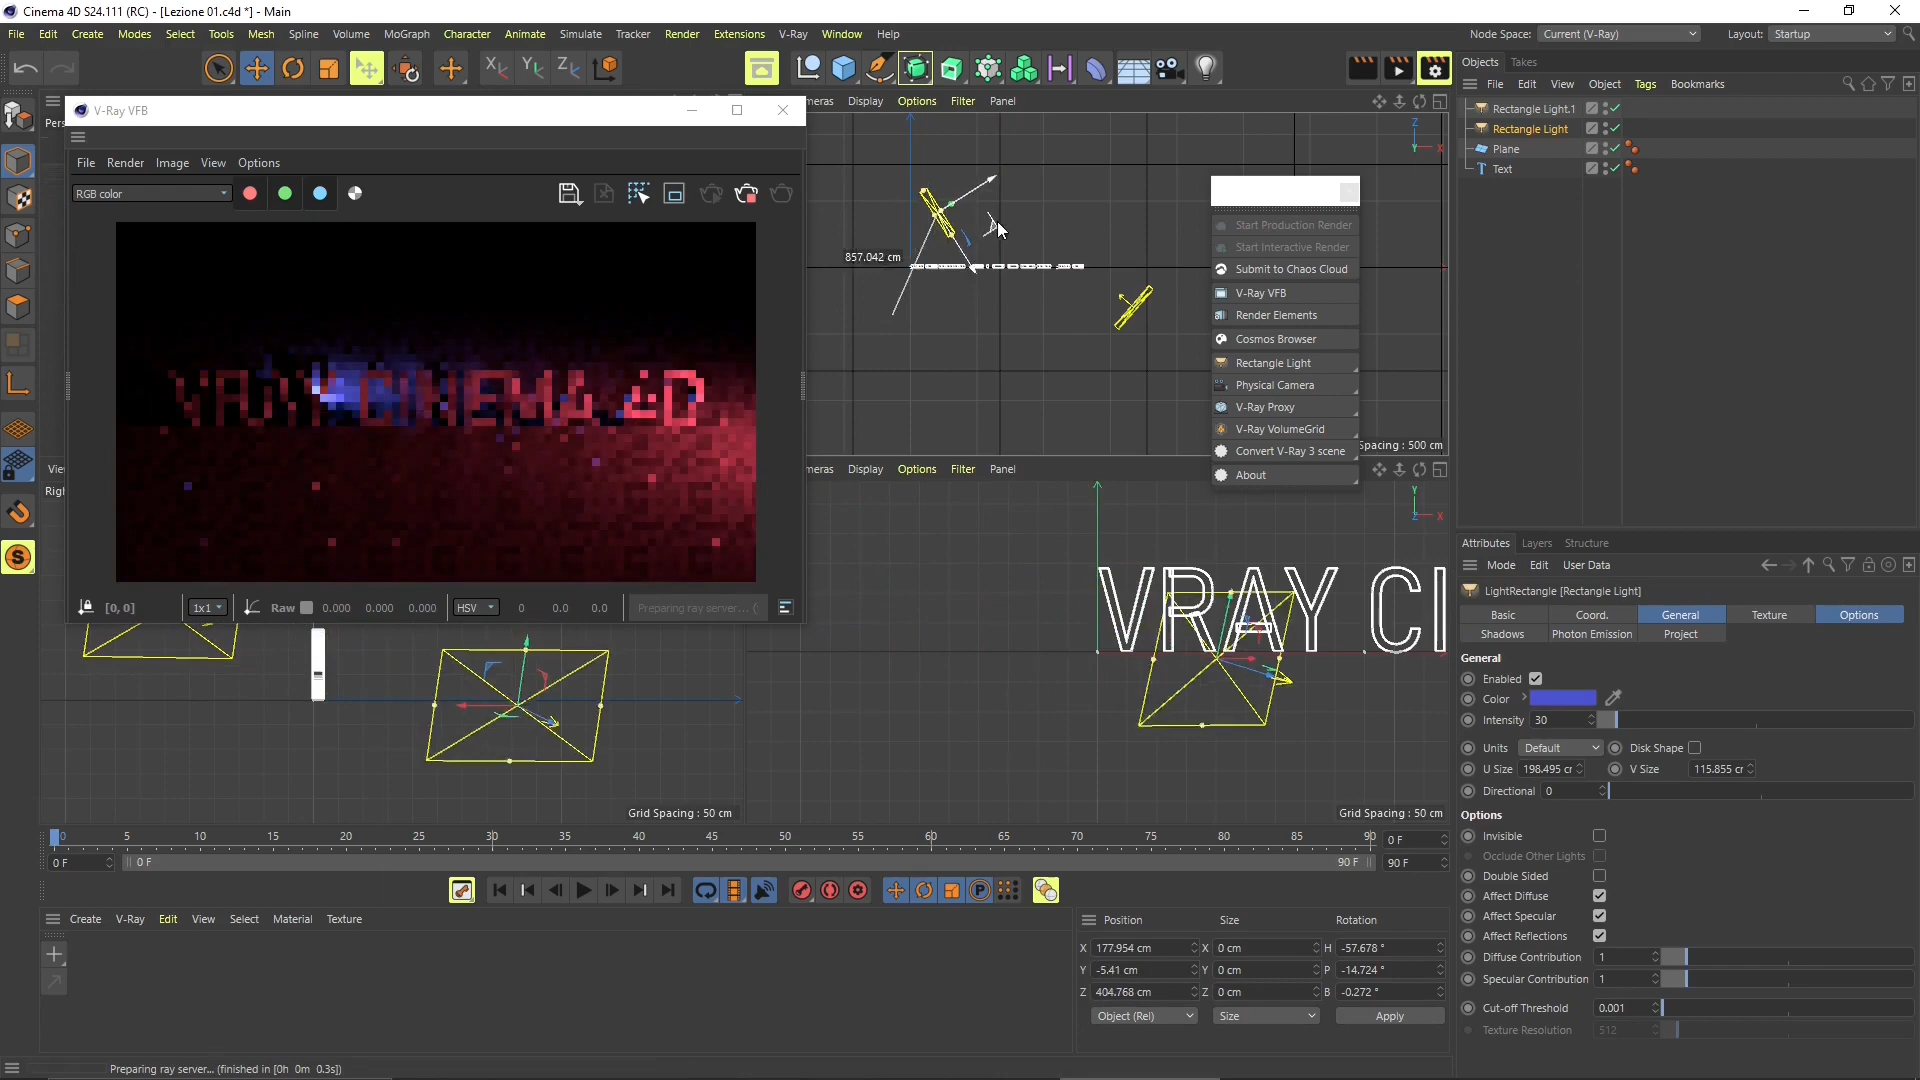 Cinema 4D S24.111 (RC) - [Lezione 01.c4d *] - Main
File Edit Create Modes Select Tools Mesh Spline Volume MoGraph Character Animate Simulate Tracker Render Extensions V-Ray Window Help
Node Space: Current (V-Ray) Layout: Startup
Objects Takes
File Edit View Object Tags Bookmarks
Rectangle Light.1
Rectangle Light
Plane
Text
V-Ray VFB
File Render Image View Options
RGB color
VRAY CINEMA 4D
[0, 0] 1x1 Raw 0.000 0.000 0.000 HSV 0 0.0 0.0 Preparing ray server... (
meras Display Options Filter Panel
857.042 cm
Spacing : 500 cm
Z
X
Start Production Render
Start Interactive Render
Submit to Chaos Cloud
V-Ray VFB
Render Elements
Cosmos Browser
Rectangle Light
Physical Camera
V-Ray Proxy
V-Ray VolumeGrid
Convert V-Ray 3 scene
About
meras Display Options Filter Panel
Y
Z X
VRAY CI
Grid Spacing : 50 cm
Grid Spacing : 50 cm
Attributes Layers Structure
Mode Edit User Data
LightRectangle [Rectangle Light]
Basic Coord. General Texture Options
Shadows Photon Emission Project
General
Enabled
Color
Intensity 30
Units Default Disk Shape
U Size 198.495 cr V Size 115.855 cr
Directional 0
Options
Invisible
Occlude Other Lights
Double Sided
Affect Diffuse
Affect Specular
Affect Reflections
Diffuse Contribution 1
Specular Contribution 1
Cut-off Threshold 0.001
Texture Resolution 512
0 5 10 15 20 25 30 35 40 45 50 55 60 65 70 75 80 85 90 0 F
0 F 0 F 90 F 90 F
Create V-Ray Edit View Select Material Texture
Position Size Rotation
X 177.954 cm X 0 cm H -57.678 °
Y -5.41 cm Y 0 cm P -14.724 °
Z 404.768 cm Z 0 cm B -0.272 °
Object (Rel) Size Apply
Preparing ray server... (finished in [0h 0m 0.3s])